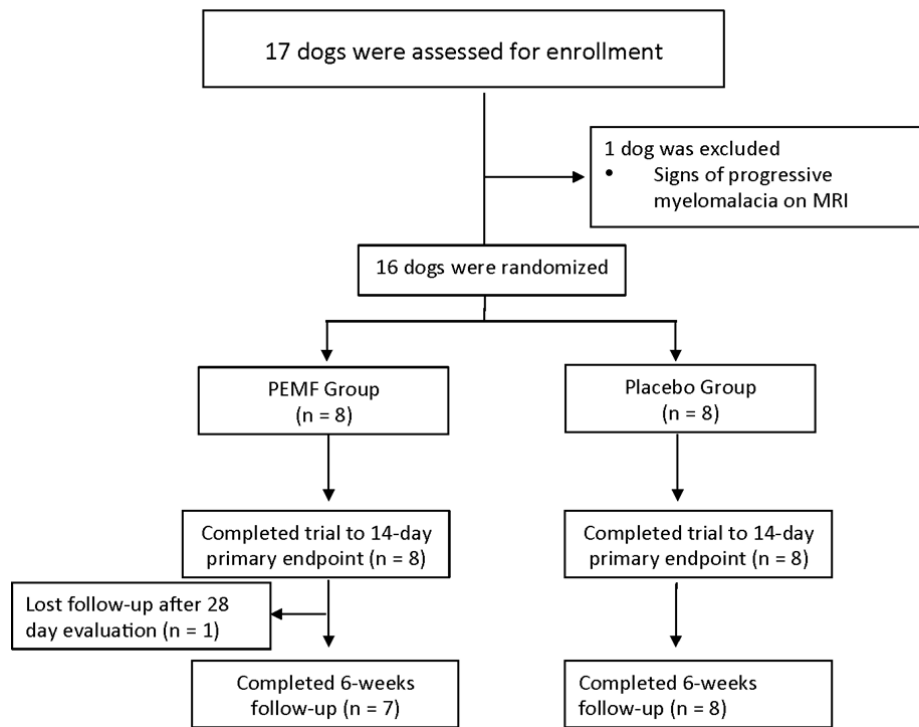 17 dogs were assessed for enrollment
1 dog was excluded
• Signs of progressive
myelomalacia on MRI
16 dogs were randomized
PEMF Group
(n = 8)
Placebo Group
(n = 8)
Completed trial to 14-day
primary endpoint (n = 8)
Completed trial to 14-day
primary endpoint (n = 8)
Lost follow-up after 28
day evaluation (n = 1)
Completed 6-weeks
follow-up (n = 7)
Completed 6-weeks
follow-up (n = 8)